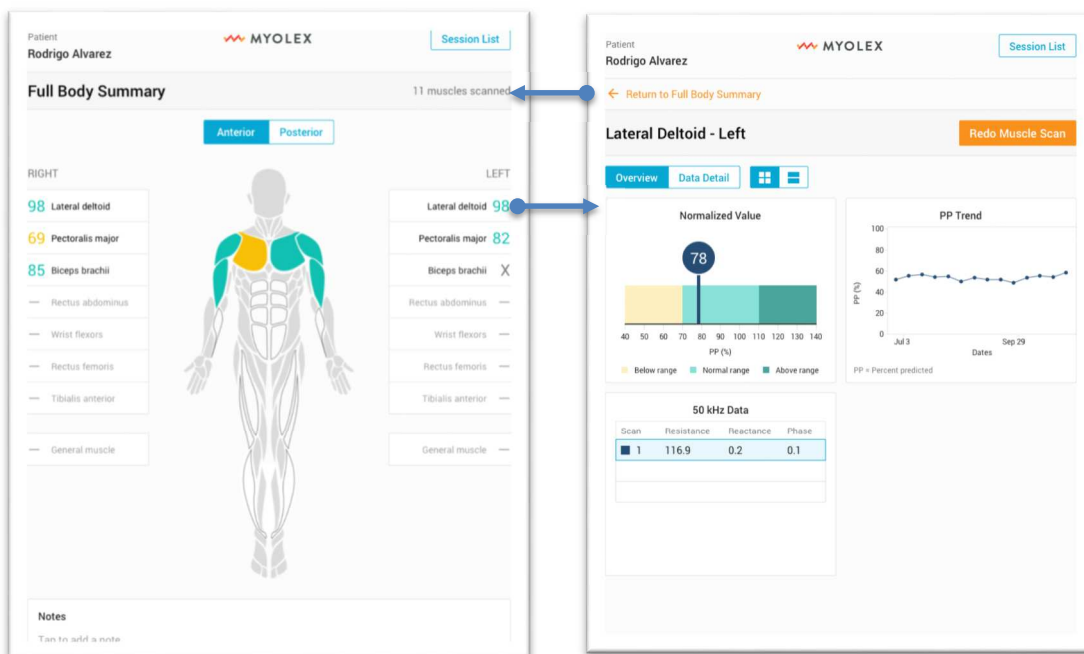 Patient
Rodrigo Alvarez
MYOLEX
Session List
Full Body Summary
11 muscles scanned
Anterior
Posterior
RIGHT
LEFT
98 Lateral deltoid
Lateral deltoid 98
69 Pectoralis major
Pectoralis major 82
85 Biceps brachii
Biceps brachii X
— Rectus abdominus
Rectus abdominus —
— Wrist flexors
Wrist flexors —
— Rectus femoris
Rectus femoris —
— Tibialis anterior
Tibialis anterior —
— General muscle
General muscle —
Notes
Tap to add a note
Patient
Rodrigo Alvarez
MYOLEX
Session List
← Return to Full Body Summary
Lateral Deltoid - Left
Redo Muscle Scan
Overview
Data Detail
Normalized Value
78
40 50 60 70 80 90 100 110 120 130 140
PP (%)
Below range
Normal range
Above range
PP Trend
PP (%)
100
80
60
40
20
0
Jul 3
Sep 29
Dates
PP = Percent predicted
50 kHz Data
Scan Resistance Reactance Phase
1 116.9 0.2 0.1